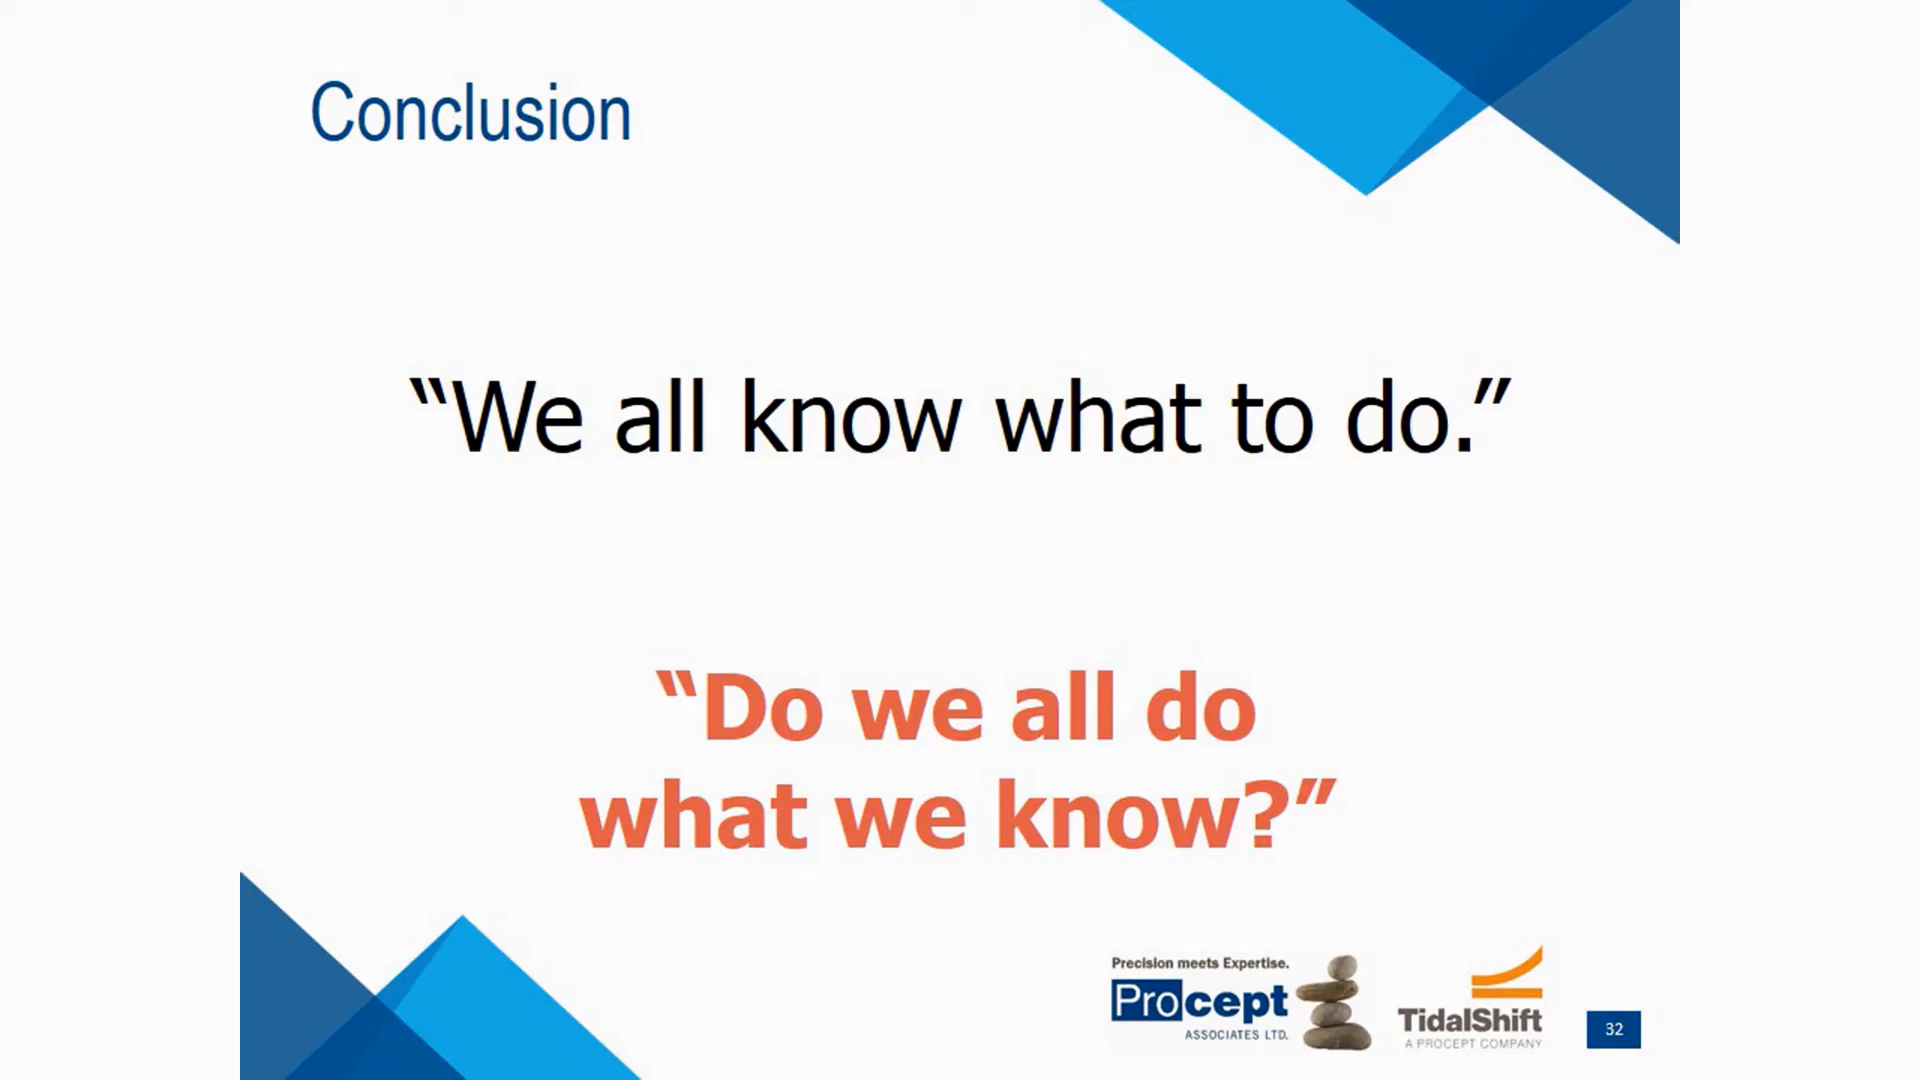 Conclusion
“We all know what to do.”
“Do we all do
what we know?”
Precision meets Expertise.
Procept
ASSOCIATES LTD.
TidalShift
A PROCEPT COMPANY
32